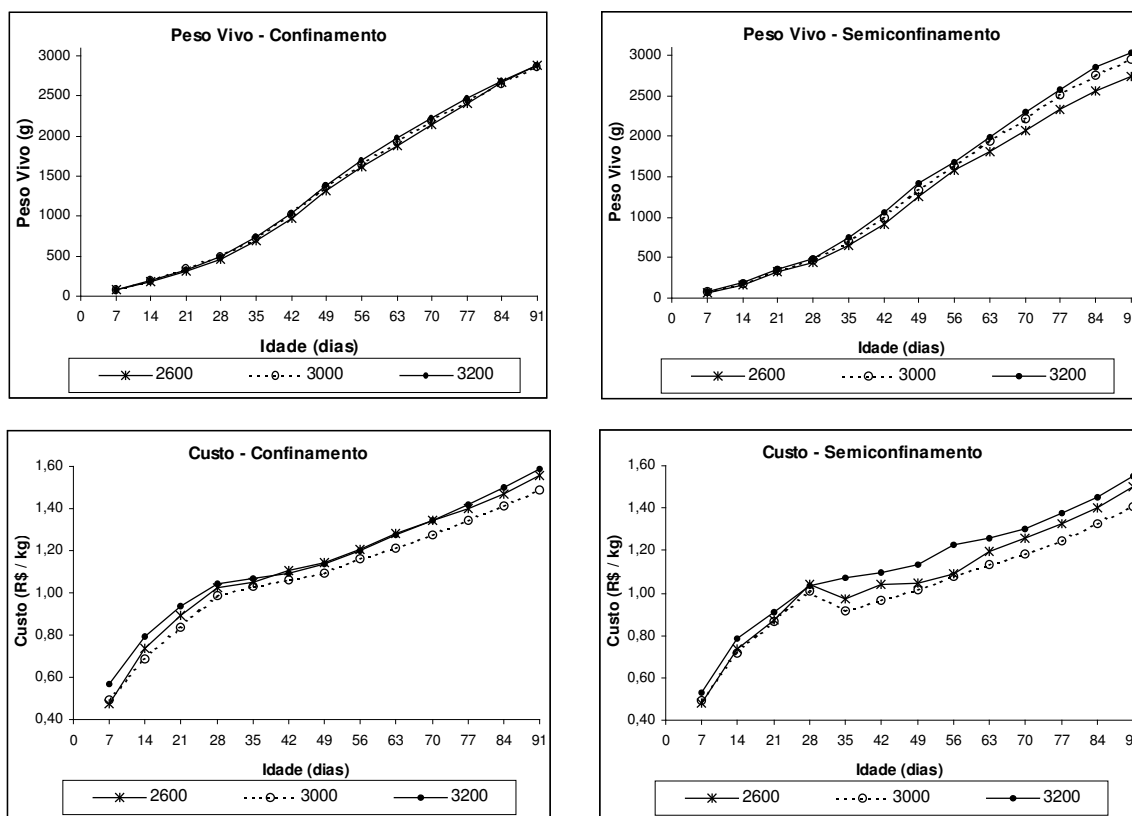 Peso Vivo - Confinamento
Peso Vivo (g)
3000
2500
2000
1500
1000
500
0
0 7 14 21 28 35 42 49 56 63 70 77 84 91
Idade (dias)
2600 3000 3200
Peso Vivo - Semiconfinamento
Peso Vivo (g)
3000
2500
2000
1500
1000
500
0
0 7 14 21 28 35 42 49 56 63 70 77 84 91
Idade (dias)
2600 3000 3200
Custo - Confinamento
Custo (R$ / kg)
1,60
1,40
1,20
1,00
0,80
0,60
0,40
0 7 14 21 28 35 42 49 56 63 70 77 84 91
Idade (dias)
2600 3000 3200
Custo - Semiconfinamento
Custo (R$ / kg)
1,60
1,40
1,20
1,00
0,80
0,60
0,40
0 7 14 21 28 35 42 49 56 63 70 77 84 91
Idade (dias)
2600 3000 3200